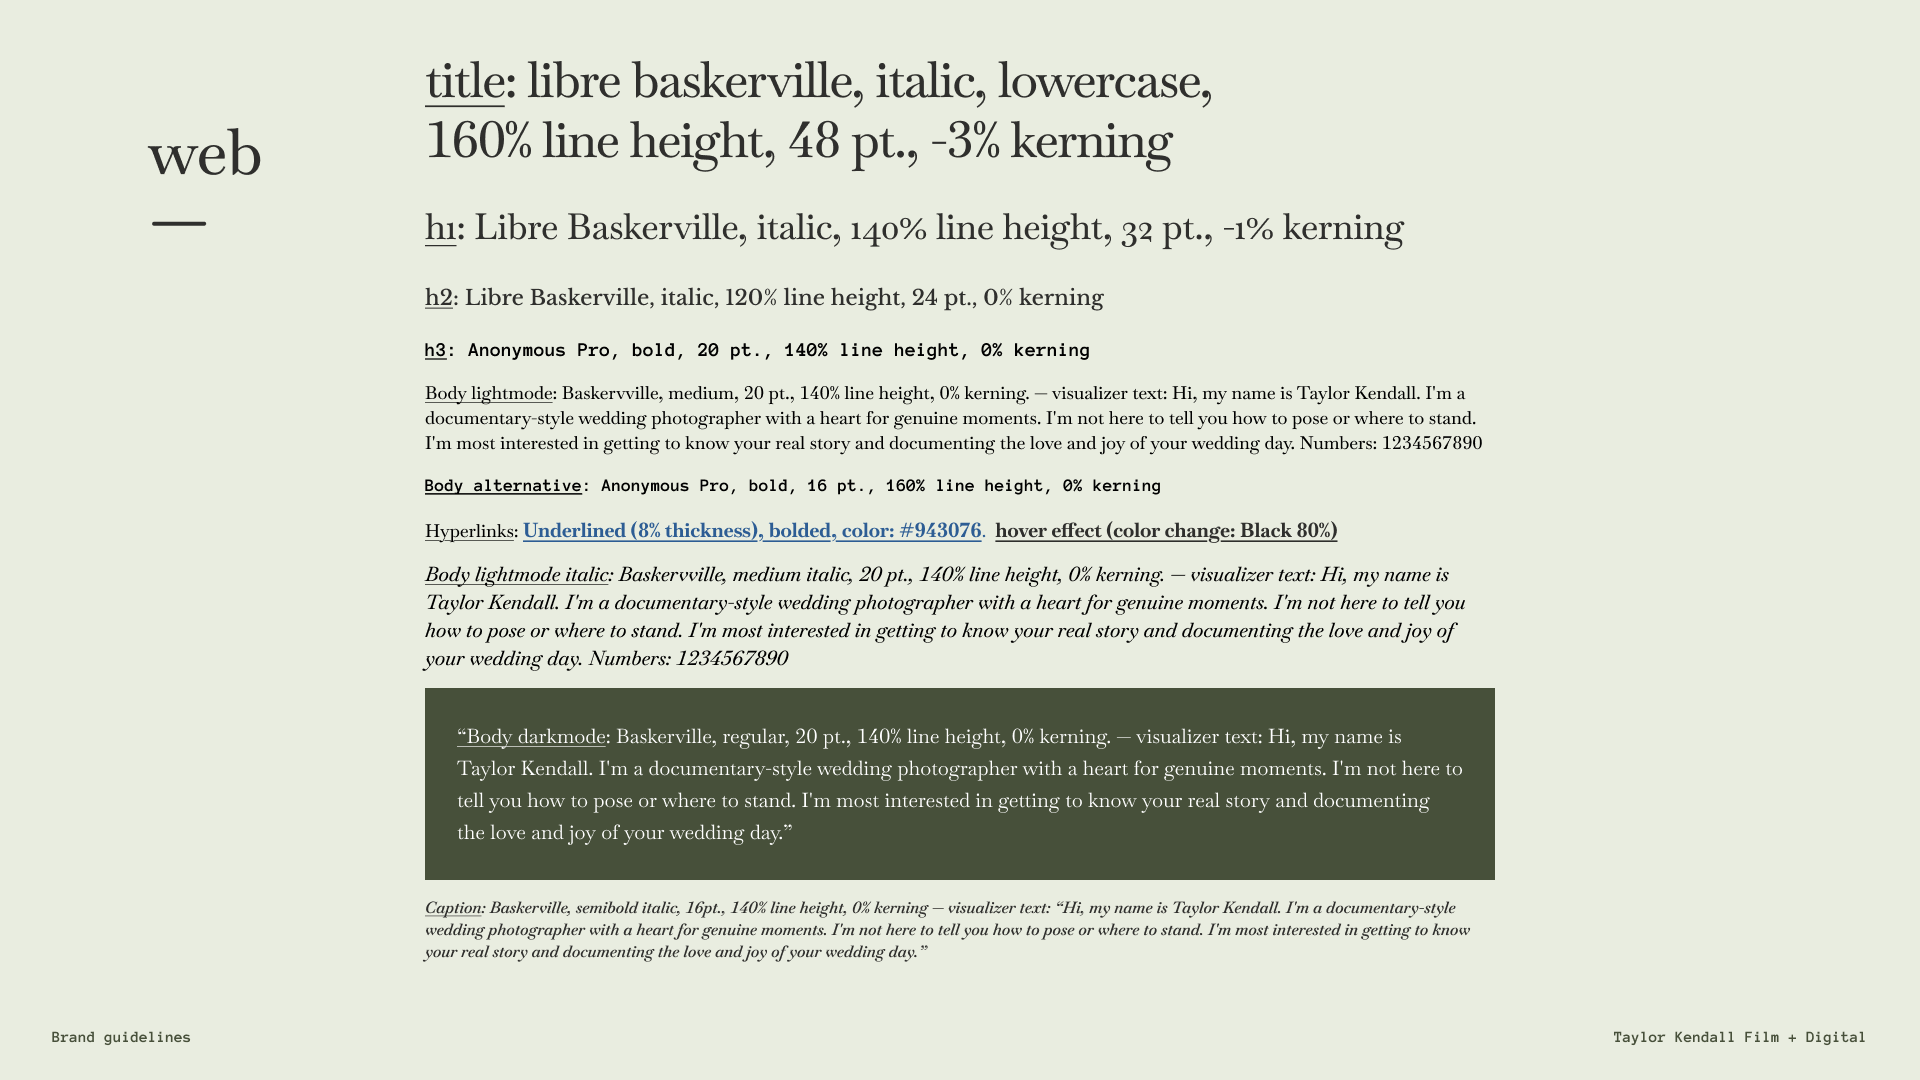 web
title: libre baskerville, italic, lowercase,
160% line height, 48 pt., -3% kerning
h1: Libre Baskerville, italic, 140% line height, 32 pt., -1% kerning
h2: Libre Baskerville, italic, 120% line height, 24 pt., 0% kerning
h3: Anonymous Pro, bold, 20 pt., 140% line height, 0% kerning
Body lightmode: Baskervville, medium, 20 pt., 140% line height, 0% kerning. — visualizer text: Hi, my name is Taylor Kendall. I'm a
documentary-style wedding photographer with a heart for genuine moments. I'm not here to tell you how to pose or where to stand.
I'm most interested in getting to know your real story and documenting the love and joy of your wedding day. Numbers: 1234567890
Body alternative: Anonymous Pro, bold, 16 pt., 160% line height, 0% kerning
Hyperlinks: Underlined (8% thickness), bolded, color: #943076. hover effect (color change: Black 80%)
Body lightmode italic: Baskervville, medium italic, 20 pt., 140% line height, 0% kerning. — visualizer text: Hi, my name is
Taylor Kendall. I'm a documentary-style wedding photographer with a heart for genuine moments. I'm not here to tell you
how to pose or where to stand. I'm most interested in getting to know your real story and documenting the love and joy of
your wedding day. Numbers: 1234567890
“Body darkmode: Baskerville, regular, 20 pt., 140% line height, 0% kerning. — visualizer text: Hi, my name is
Taylor Kendall. I'm a documentary-style wedding photographer with a heart for genuine moments. I'm not here to
tell you how to pose or where to stand. I'm most interested in getting to know your real story and documenting
the love and joy of your wedding day.”
Caption: Baskerville, semibold italic, 16pt., 140% line height, 0% kerning — visualizer text: “Hi, my name is Taylor Kendall. I'm a documentary-style
wedding photographer with a heart for genuine moments. I'm not here to tell you how to pose or where to stand. I'm most interested in getting to know
your real story and documenting the love and joy of your wedding day.”
Brand guidelines
Taylor Kendall Film + Digital